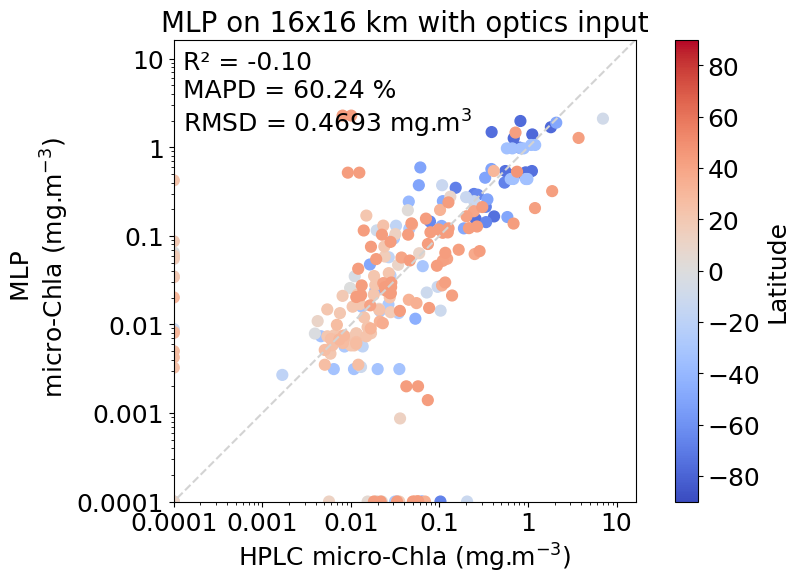 MLP on 16x16 km with optics input
R² = -0.10
MAPD = 60.24 %
RMSD = 0.4693 mg.m³
10
1
0.1
0.01
0.001
0.0001
MLP
micro-Chla (mg.m⁻³)
0.0001 0.001 0.01 0.1 1 10
HPLC micro-Chla (mg.m⁻³)
80
60
40
20
0
−20
−40
−60
−80
Latitude